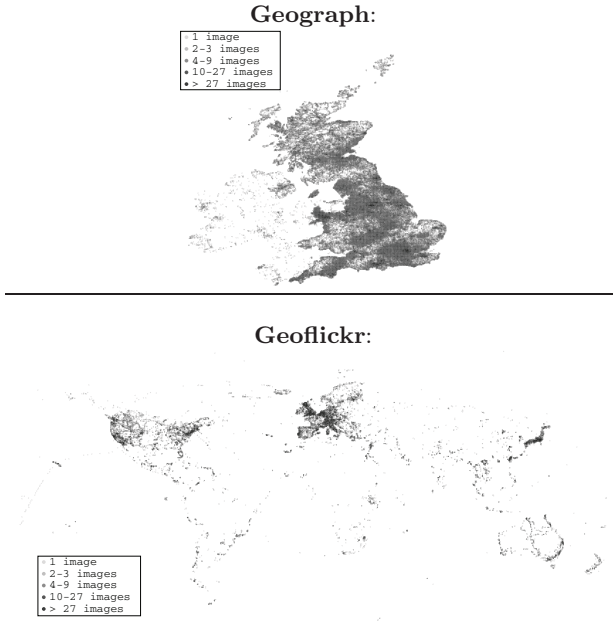 Geograph:
1 image
2-3 images
4-9 images
10-27 images
> 27 images
Geoflickr:
1 image
2-3 images
4-9 images
10-27 images
> 27 images